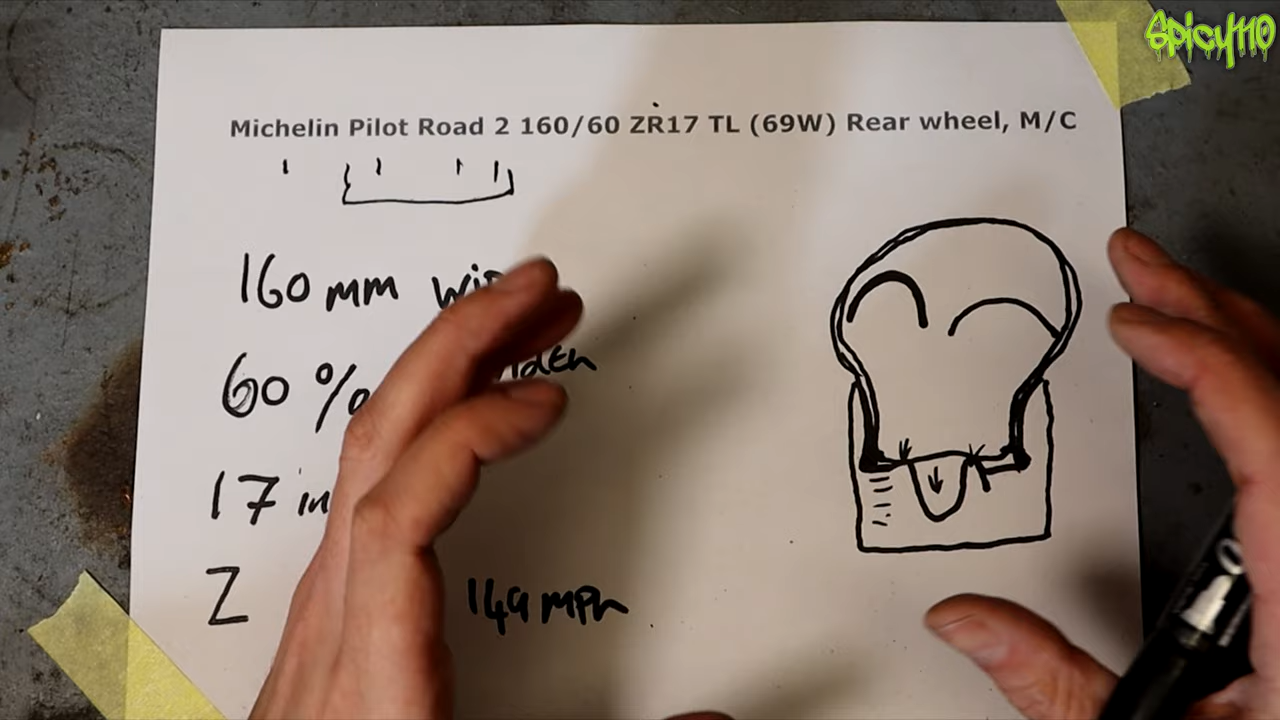 Spicy110
Michelin Pilot Road 2 160/60 ZR17 TL (69W) Rear wheel, M/C
160 mm
60 %
17
Z
149 mph